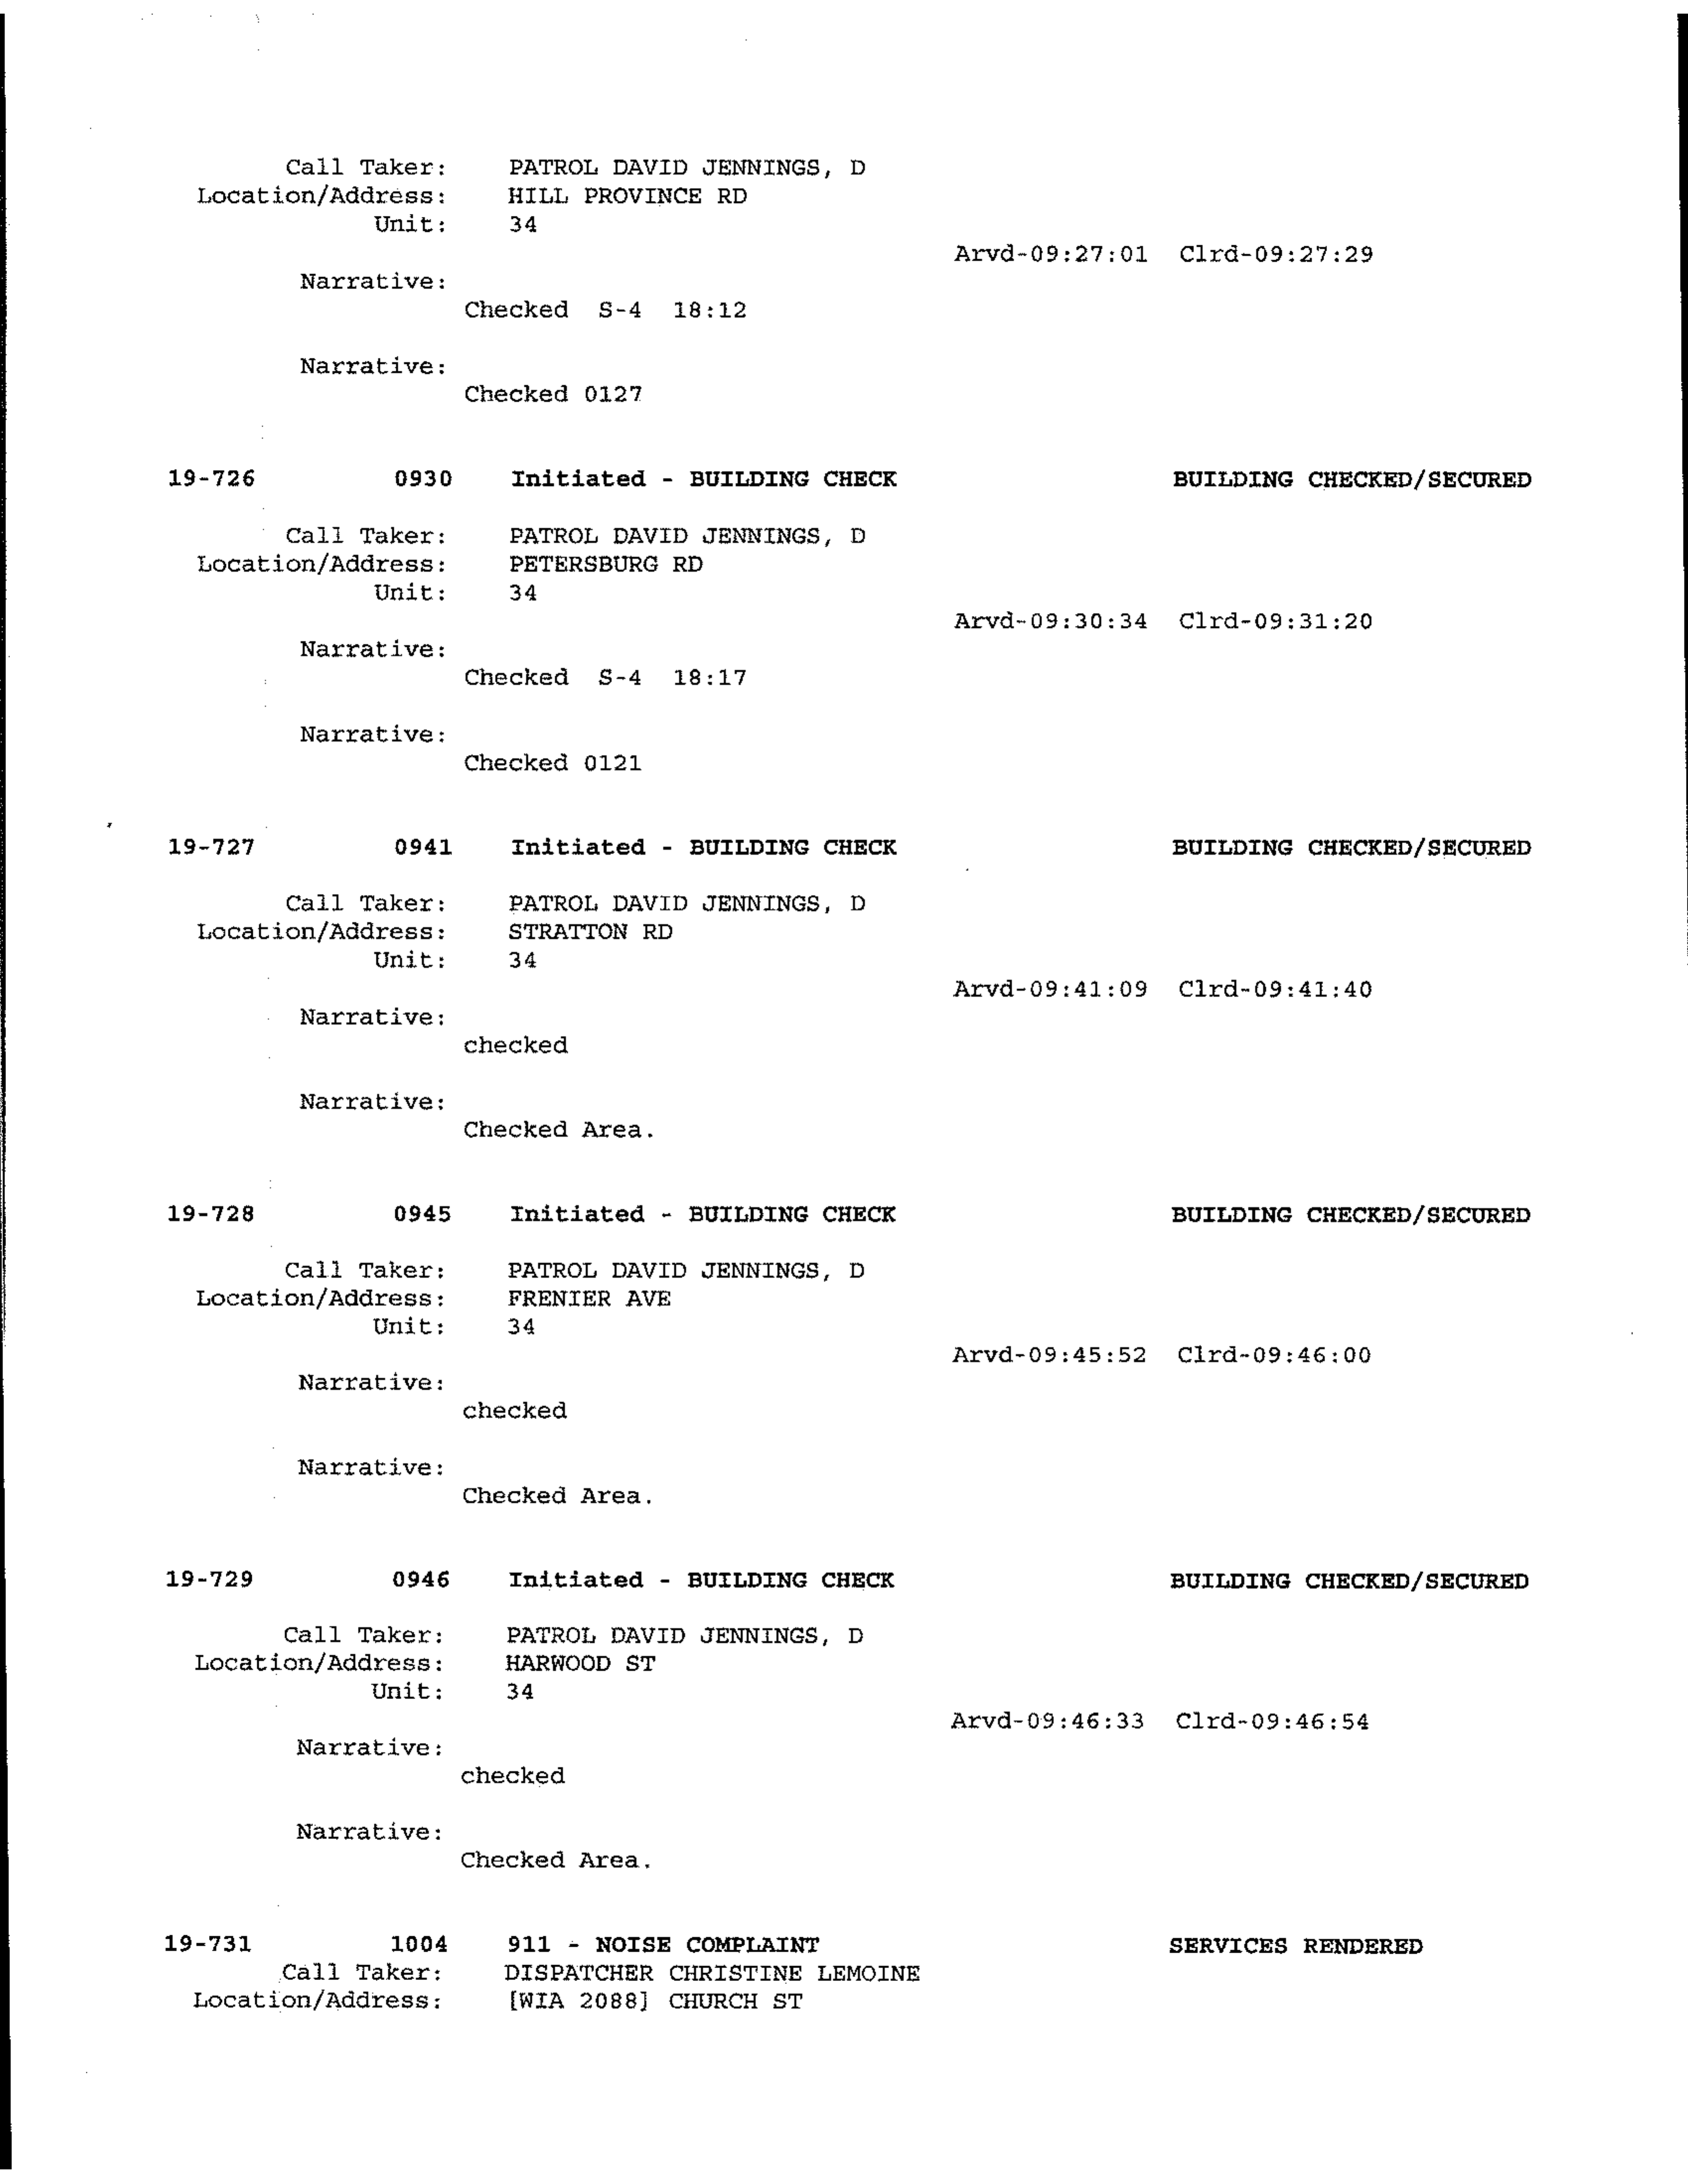 Call Taker: PATROL DAVID JENNINGS, D
Location/Address: HILL PROVINCE RD
Unit: 34
Arvd-09:27:01 Clrd-09:27:29
Narrative:
Checked S-4 18:12
Narrative:
Checked 0127
19-726 0930 Initiated - BUILDING CHECK BUILDING CHECKED/SECURED
Call Taker: PATROL DAVID JENNINGS, D
Location/Address: PETERSBURG RD
Unit: 34
Arvd-09:30:34 Clrd-09:31:20
Narrative:
Checked S-4 18:17
Narrative:
Checked 0121
19-727 0941 Initiated - BUILDING CHECK BUILDING CHECKED/SECURED
Call Taker: PATROL DAVID JENNINGS, D
Location/Address: STRATTON RD
Unit: 34
Arvd-09:41:09 Clrd-09:41:40
Narrative:
checked
Narrative:
Checked Area.
19-728 0945 Initiated - BUILDING CHECK BUILDING CHECKED/SECURED
Call Taker: PATROL DAVID JENNINGS, D
Location/Address: FRENIER AVE
Unit: 34
Arvd-09:45:52 Clrd-09:46:00
Narrative:
checked
Narrative:
Checked Area.
19-729 0946 Initiated - BUILDING CHECK BUILDING CHECKED/SECURED
Call Taker: PATROL DAVID JENNINGS, D
Location/Address: HARWOOD ST
Unit: 34
Arvd-09:46:33 Clrd-09:46:54
Narrative:
checked
Narrative:
Checked Area.
19-731 1004 911 - NOISE COMPLAINT SERVICES RENDERED
Call Taker: DISPATCHER CHRISTINE LEMOINE
Location/Address: [WIA 2088] CHURCH ST